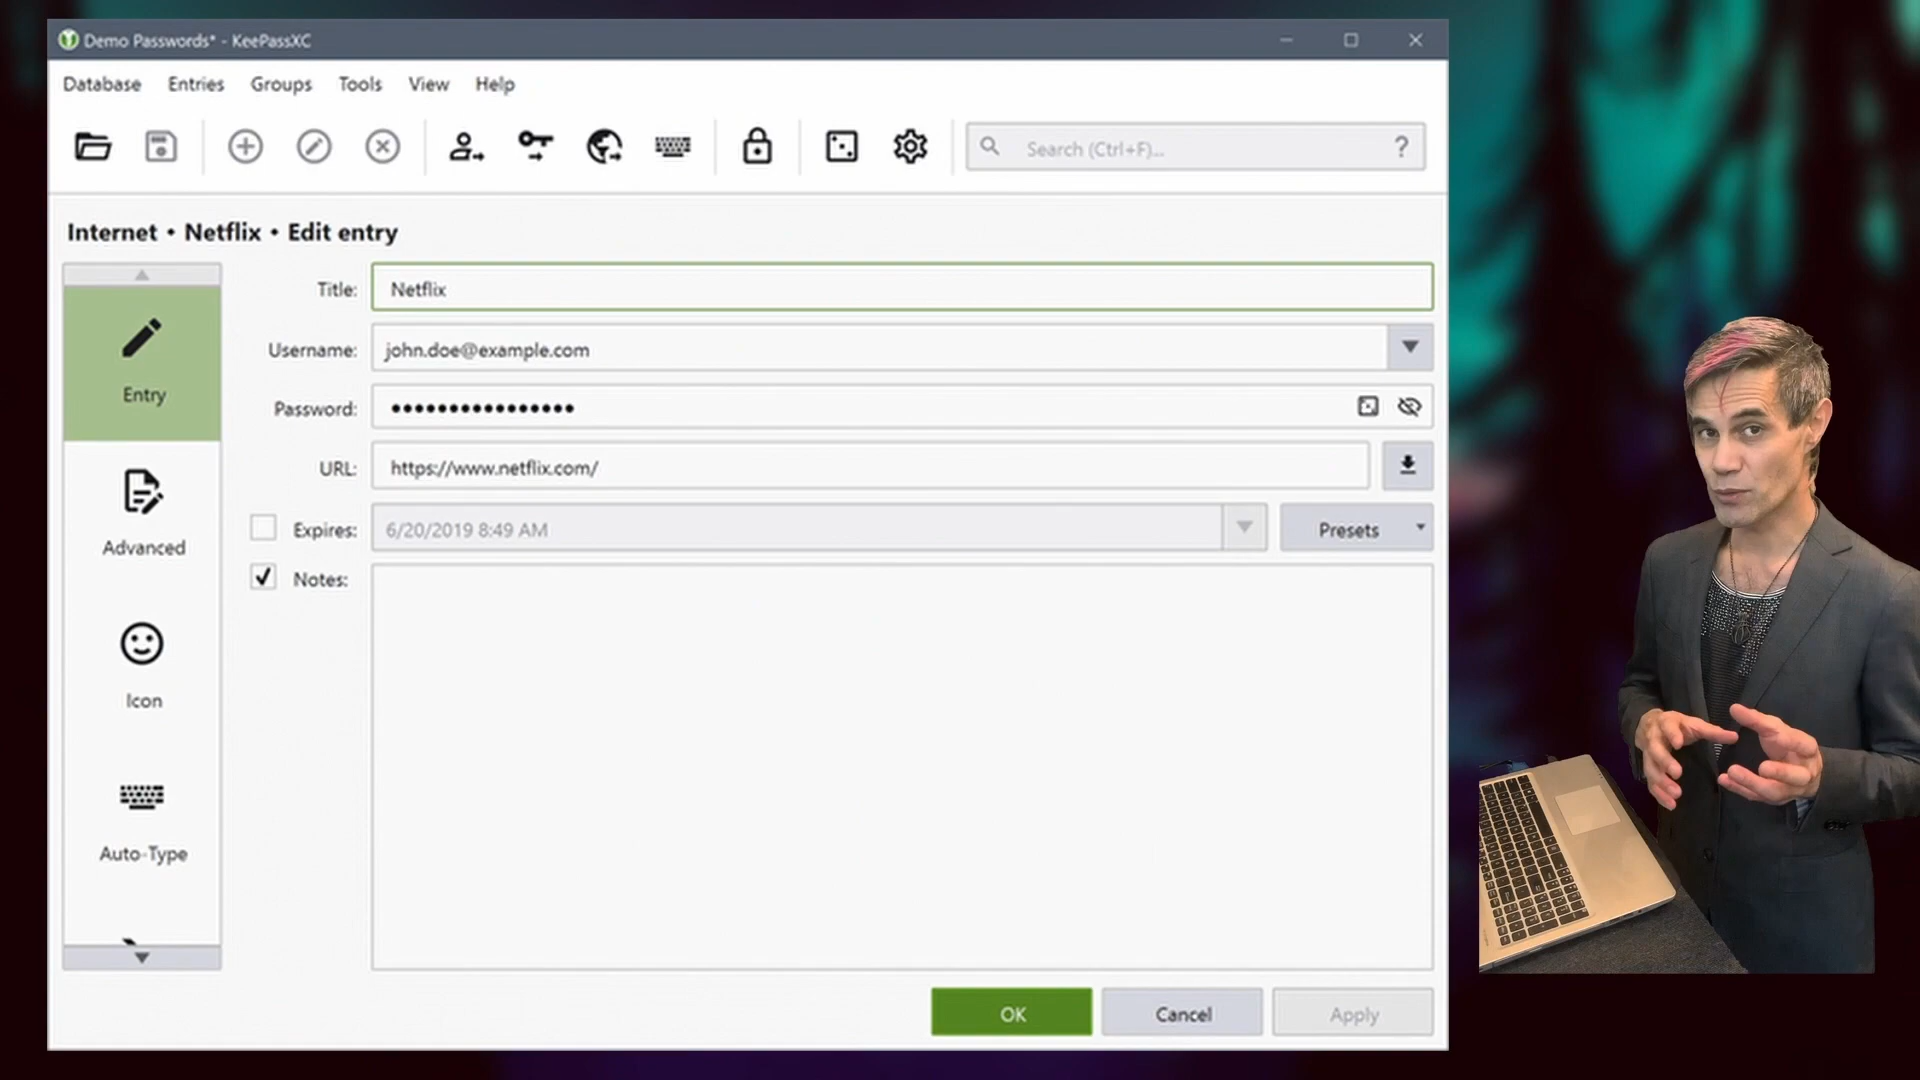 Demo Passwords* - KeePassXC
Database Entries Groups Tools View Help
Search (Ctrl+F)... ?
Internet • Netflix • Edit entry
Title: Netflix
Username: john.doe@example.com
Password: ••••••••••••••••
URL: https://www.netflix.com/
Expires: 6/20/2019 8:49 AM Presets
Notes:
Entry
Advanced
Icon
Auto-Type
OK Cancel Apply